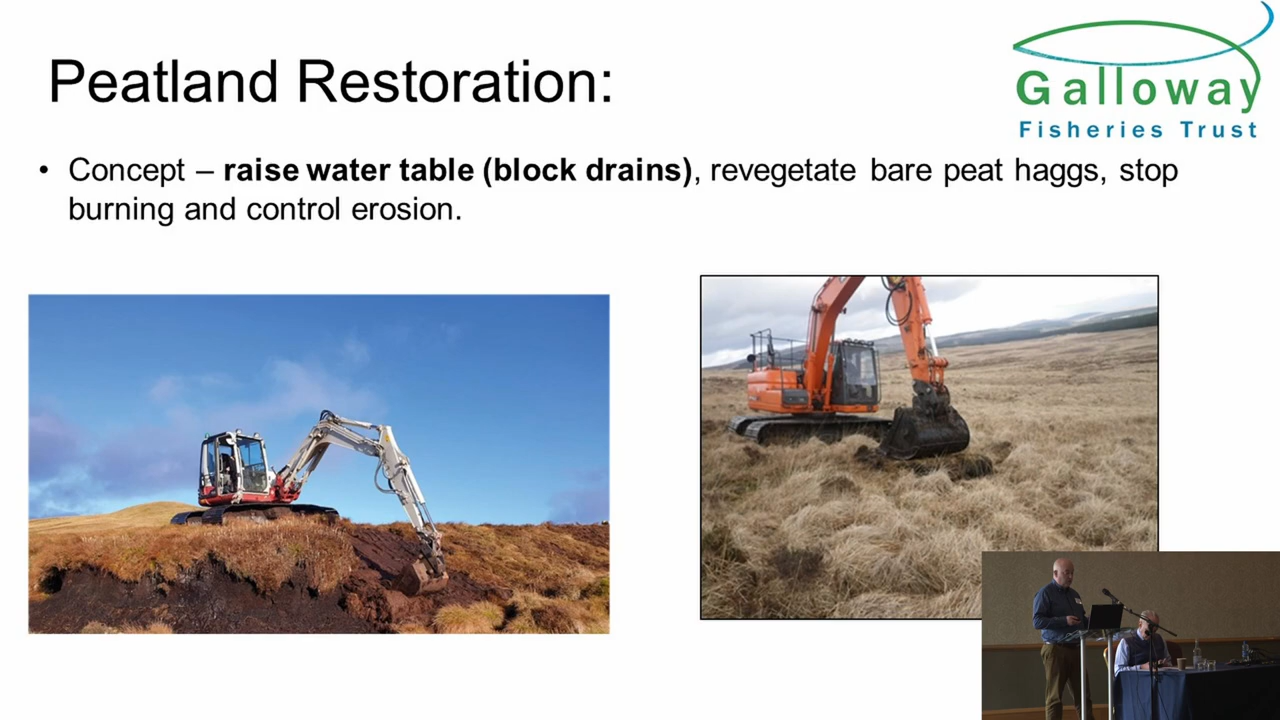 Peatland Restoration:
Galloway
Fisheries Trust
• Concept – raise water table (block drains), revegetate bare peat haggs, stop
burning and control erosion.